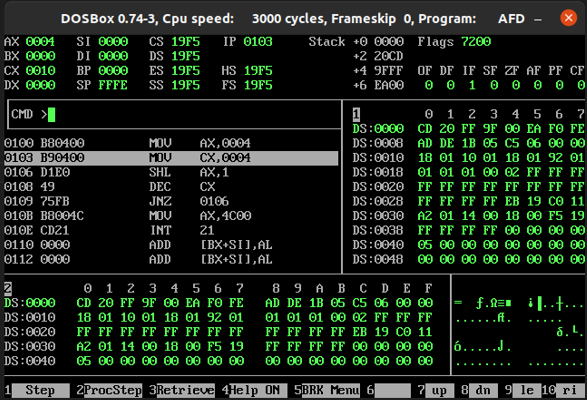 DOSBox 0.74-3, Cpu speed: 3000 cycles, Frameskip 0, Program: AFD
AX 0004 SI 0000 CS 19F5 IP 0103 Stack +0 0000 Flags 7200
BX 0000 DI 0000 DS 19F5 +2 20CD
CX 0010 BP 0000 ES 19F5 HS 19F5 +4 9FFF OF DF IF SF ZF AF PF CF
DX 0000 SP FFFE SS 19F5 FS 19F5 +6 EA00 0 0 1 0 0 0 0 0
CMD >
0100 B80400 MOV AX,0004
0103 B90400 MOV CX,0004
0106 D1E0 SHL AX,1
0108 49 DEC CX
0109 75FB JNZ 0106
010B B8004C MOV AX,4C00
010E CD21 INT 21
0110 0000 ADD [BX+SI],AL
0112 0000 ADD [BX+SI],AL
1 0 1 2 3 4 5 6 7
DS:0000 CD 20 FF 9F 00 EA F0 FE
DS:0008 AD DE 1B 05 C5 06 00 00
DS:0010 18 01 10 01 18 01 92 01
DS:0018 01 01 01 00 02 FF FF FF
DS:0020 FF FF FF FF FF FF FF FF
DS:0028 FF FF FF FF EB 19 C0 11
DS:0030 A2 01 14 00 18 00 F5 19
DS:0038 FF FF FF FF 00 00 00 00
DS:0040 05 00 00 00 00 00 00 00
DS:0048 00 00 00 00 00 00 00 00
2 0 1 2 3 4 5 6 7 8 9 A B C D E F
DS:0000 CD 20 FF 9F 00 EA F0 FE AD DE 1B 05 C5 06 00 00
DS:0010 18 01 10 01 18 01 92 01 01 01 01 00 02 FF FF FF
DS:0020 FF FF FF FF FF FF FF FF FF FF FF FF EB 19 C0 11
DS:0030 A2 01 14 00 18 00 F5 19 FF FF FF FF 00 00 00 00
DS:0040 05 00 00 00 00 00 00 00 00 00 00 00 00 00 00 00
1 Step 2ProcStep 3Retrieve 4Help ON 5BRK Menu 6 7 up 8 dn 9 le 10 ri